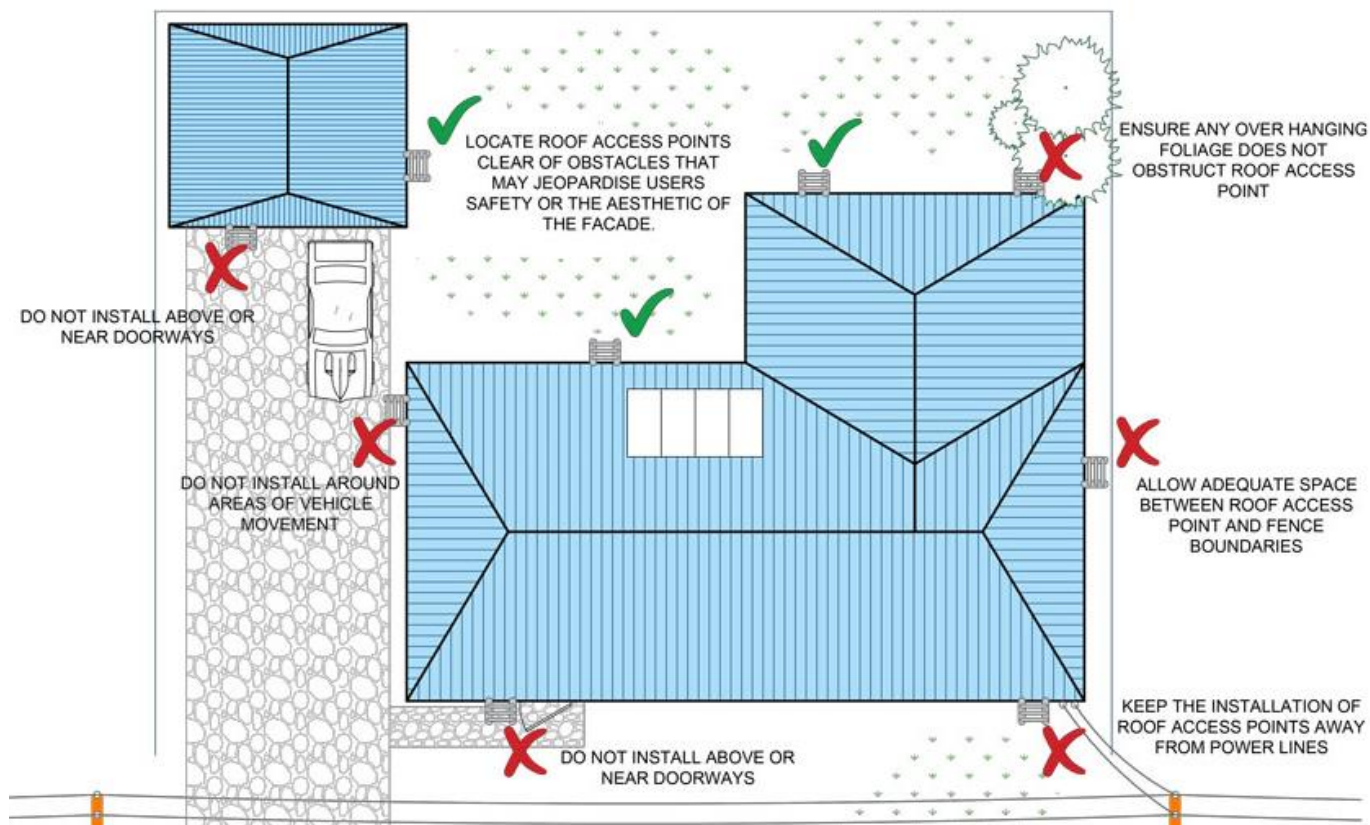 LOCATE ROOF ACCESS POINTS
CLEAR OF OBSTACLES THAT
MAY JEOPARDISE USERS
SAFETY OR THE AESTHETIC OF
THE FACADE.
ENSURE ANY OVER HANGING
FOLIAGE DOES NOT
OBSTRUCT ROOF ACCESS
POINT
DO NOT INSTALL ABOVE OR
NEAR DOORWAYS
DO NOT INSTALL AROUND
AREAS OF VEHICLE
MOVEMENT
ALLOW ADEQUATE SPACE
BETWEEN ROOF ACCESS
POINT AND FENCE
BOUNDARIES
DO NOT INSTALL ABOVE OR
NEAR DOORWAYS
KEEP THE INSTALLATION OF
ROOF ACCESS POINTS AWAY
FROM POWER LINES